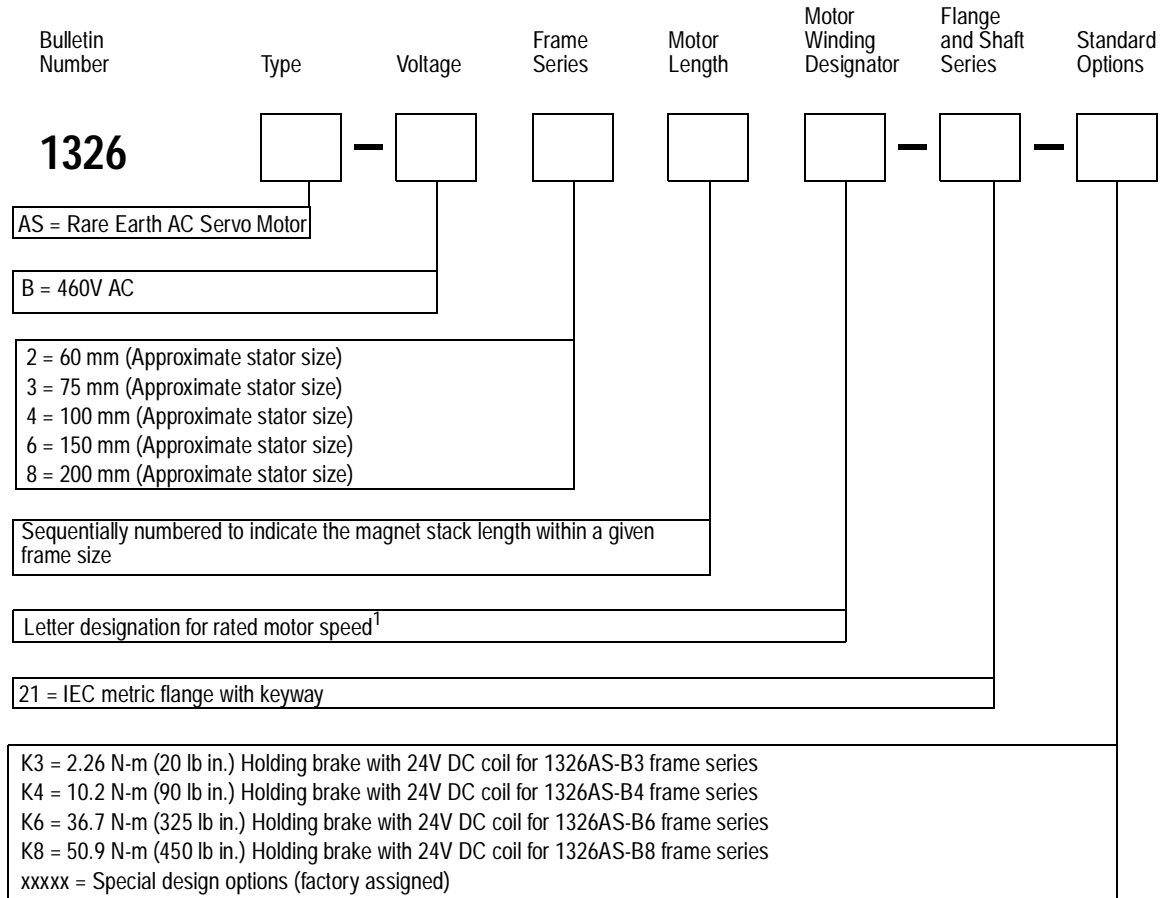 Bulletin
Number
Type
Voltage
Frame
Series
Motor
Length
Motor
Winding
Designator
Flange
and Shaft
Series
Standard
Options
1326
AS = Rare Earth AC Servo Motor
B = 460V AC
2 = 60 mm (Approximate stator size)
3 = 75 mm (Approximate stator size)
4 = 100 mm (Approximate stator size)
6 = 150 mm (Approximate stator size)
8 = 200 mm (Approximate stator size)
Sequentially numbered to indicate the magnet stack length within a given
frame size
Letter designation for rated motor speed1
21 = IEC metric flange with keyway
K3 = 2.26 N-m (20 lb in.) Holding brake with 24V DC coil for 1326AS-B3 frame series
K4 = 10.2 N-m (90 lb in.) Holding brake with 24V DC coil for 1326AS-B4 frame series
K6 = 36.7 N-m (325 lb in.) Holding brake with 24V DC coil for 1326AS-B6 frame series
K8 = 50.9 N-m (450 lb in.) Holding brake with 24V DC coil for 1326AS-B8 frame series
xxxxx = Special design options (factory assigned)